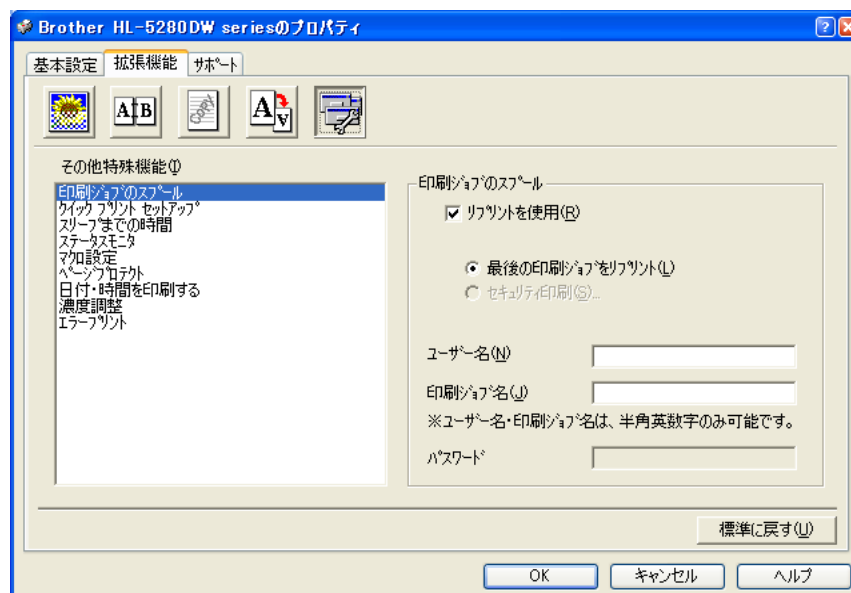 Brother HL-5280DW seriesのプロパティ
基本設定 拡張機能 ｻﾎﾟｰﾄ
A B
Copy
A A
その他特殊機能(I)
印刷ｼﾞｮﾌﾞのｽﾌﾟｰﾙ
ｸｲｯｸ ﾌﾟﾘﾝﾄ ｾｯﾄｱｯﾌﾟ
ｽﾘｰﾌﾟまでの時間
ｽﾃｰﾀｽﾓﾆﾀ
ﾏｸﾛ設定
ﾍﾟｰｼﾞﾌﾟﾛﾃｸﾄ
日付・時間を印刷する
濃度調整
ｴﾗｰﾌﾟﾘﾝﾄ
印刷ｼﾞｮﾌﾞのｽﾌﾟｰﾙ
ﾘﾌﾟﾘﾝﾄを使用(R)
最後の印刷ｼﾞｮﾌﾞをﾘﾌﾟﾘﾝﾄ(L)
ｾｷｭﾘﾃｨ印刷(S)...
ﾕｰｻﾞｰ名(N)
印刷ｼﾞｮﾌﾞ名(J)
※ﾕｰｻﾞｰ名・印刷ｼﾞｮﾌﾞ名は、半角英数字のみ可能です。
ﾊﾟｽﾜｰﾄﾞ
標準に戻す(U)
OK キャンセル ヘルプ